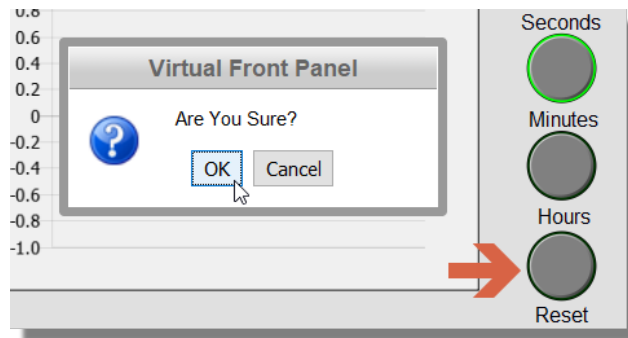 0.8
0.6
0.4
0.2
0
-0.2
-0.4
-0.6
-0.8
-1.0
Virtual Front Panel
Are You Sure?
OK
Cancel
Seconds
Minutes
Hours
Reset